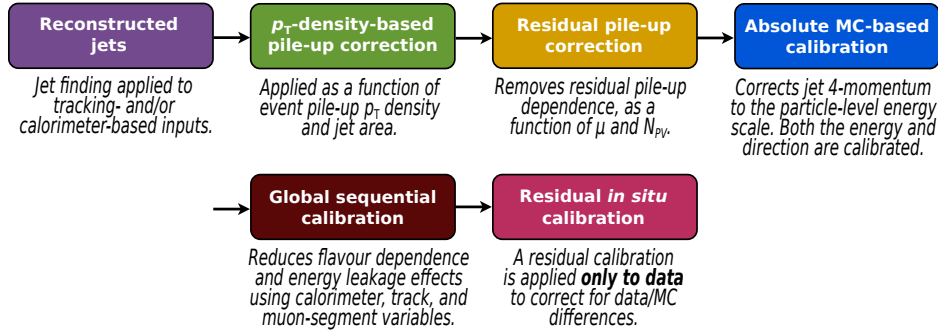 Reconstructed
jets
Jet finding applied to
tracking- and/or
calorimeter-based inputs.
pT-density-based
pile-up correction
Applied as a function of
event pile-up pT density
and jet area.
Residual pile-up
correction
Removes residual pile-up
dependence, as a
function of µ and NPV.
Absolute MC-based
calibration
Corrects jet 4-momentum
to the particle-level energy
scale. Both the energy and
direction are calibrated.
Global sequential
calibration
Reduces flavour dependence
and energy leakage effects
using calorimeter, track, and
muon-segment variables.
Residual in situ
calibration
A residual calibration
is applied only to data
to correct for data/MC
differences.